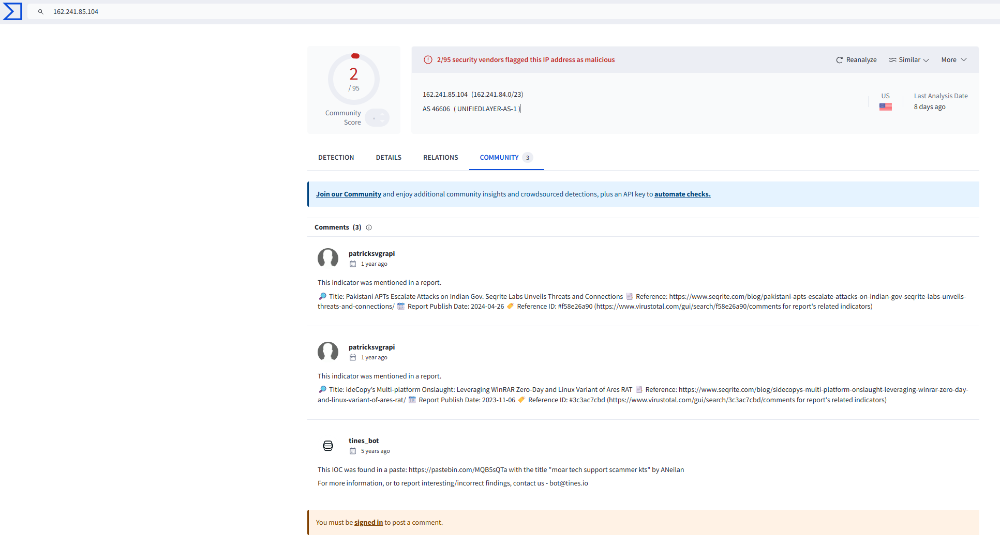 162.241.85.104
2
/ 95
Community
Score
2/95 security vendors flagged this IP address as malicious
Reanalyze
Similar
More
162.241.85.104 (162.241.84.0/23)
AS 46606 ( UNIFIEDLAYER-AS-1 )
US
Last Analysis Date
8 days ago
DETECTION
DETAILS
RELATIONS
COMMUNITY 3
Join our Community and enjoy additional community insights and crowdsourced detections, plus an API key to automate checks.
Comments (3)
patricksvgrapi
1 year ago
This indicator was mentioned in a report.
Title: Pakistani APTs Escalate Attacks on Indian Gov. Seqrite Labs Unveils Threats and Connections Reference: https://www.seqrite.com/blog/pakistani-apts-escalate-attacks-on-indian-gov-seqrite-labs-unveils-
threats-and-connections/ Report Publish Date: 2024-04-26 Reference ID: #f58e26a90 (https://www.virustotal.com/gui/search/f58e26a90/comments for report's related indicators)
patricksvgrapi
1 year ago
This indicator was mentioned in a report.
Title: ideCopy’s Multi-platform Onslaught: Leveraging WinRAR Zero-Day and Linux Variant of Ares RAT Reference: https://www.seqrite.com/blog/sidecopys-multi-platform-onslaught-leveraging-winrar-zero-day-
and-linux-variant-of-ares-rat/ Report Publish Date: 2023-11-06 Reference ID: #3c3ac7cbd (https://www.virustotal.com/gui/search/3c3ac7cbd/comments for report's related indicators)
tines_bot
5 years ago
This IOC was found in a paste: https://pastebin.com/MQB5sQTa with the title "moar tech support scammer kts" by ANeilan
For more information, or to report interesting/incorrect findings, contact us - bot@tines.io
You must be signed in to post a comment.